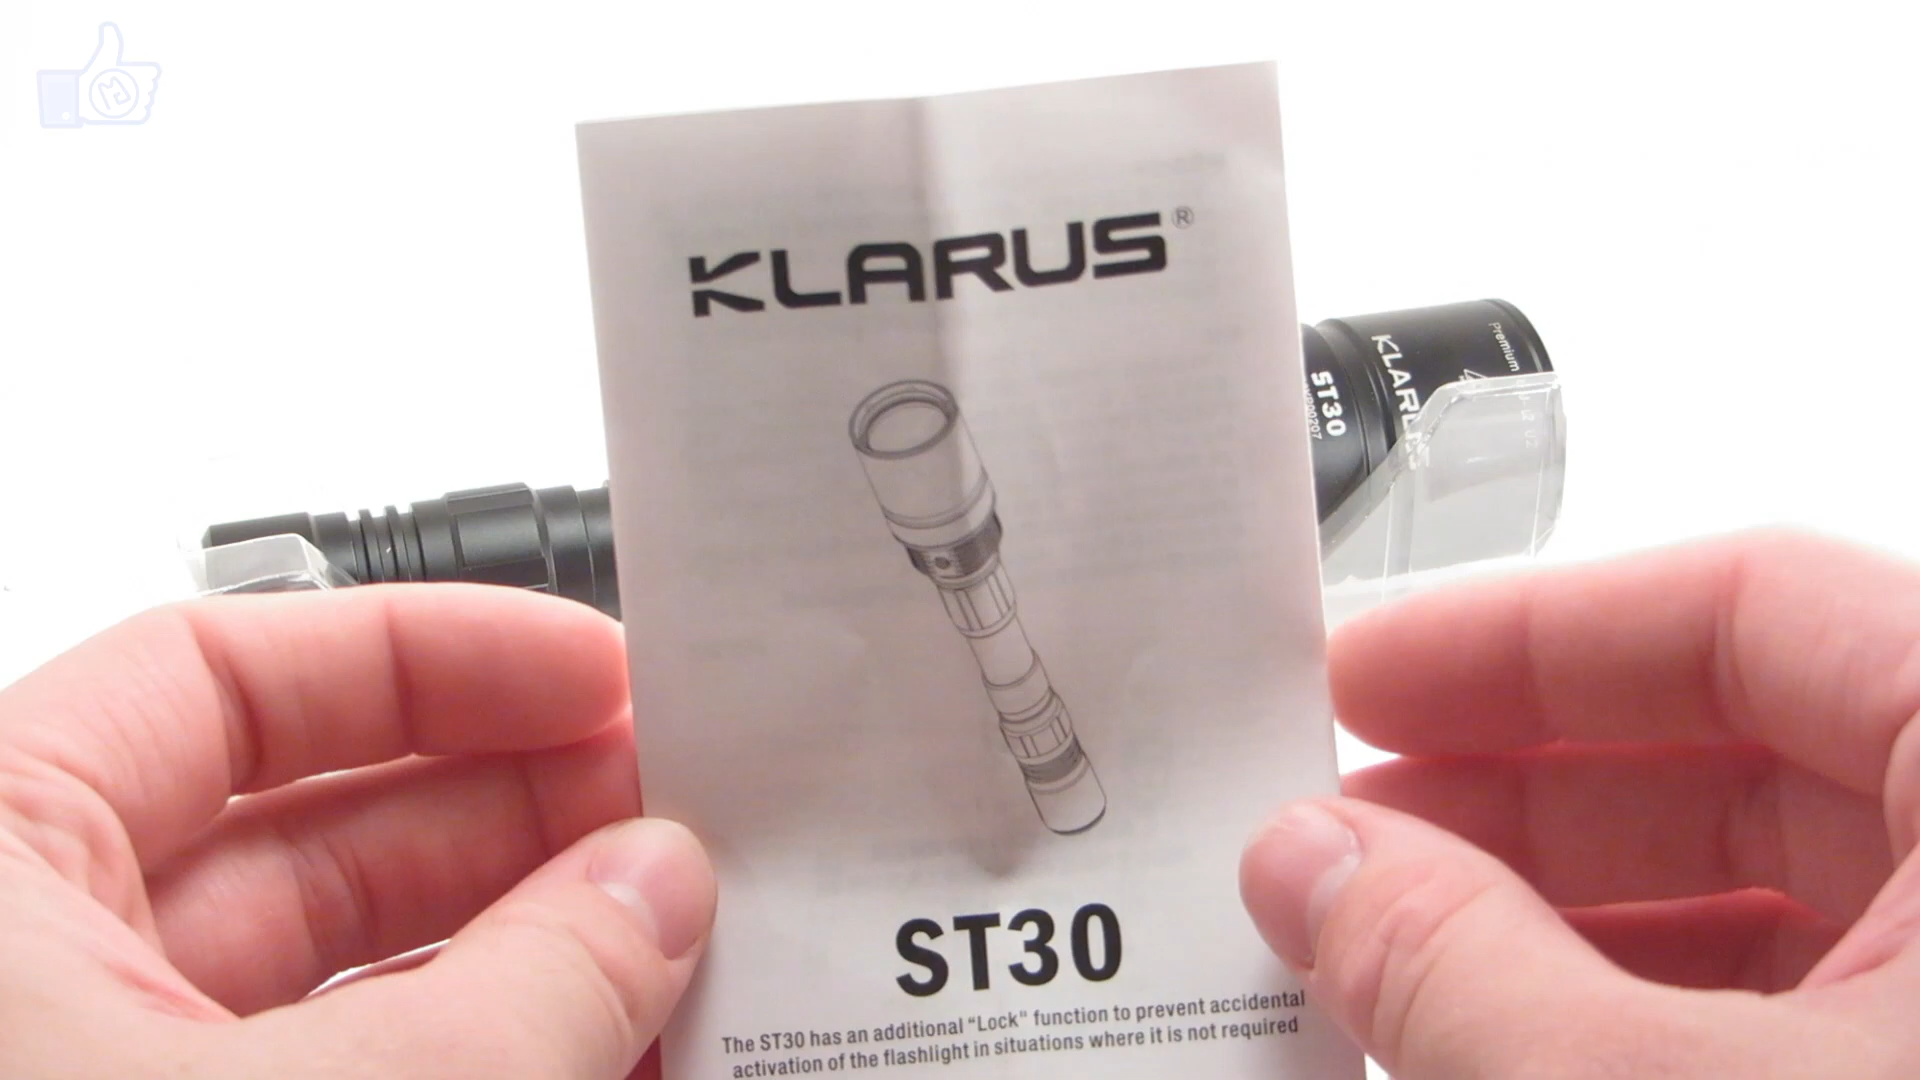 KLARUS®
Premium
KLARUS
ST30
ST30
The ST30 has an additional “Lock" function to prevent accidental
activation of the flashlight in situations where it is not required